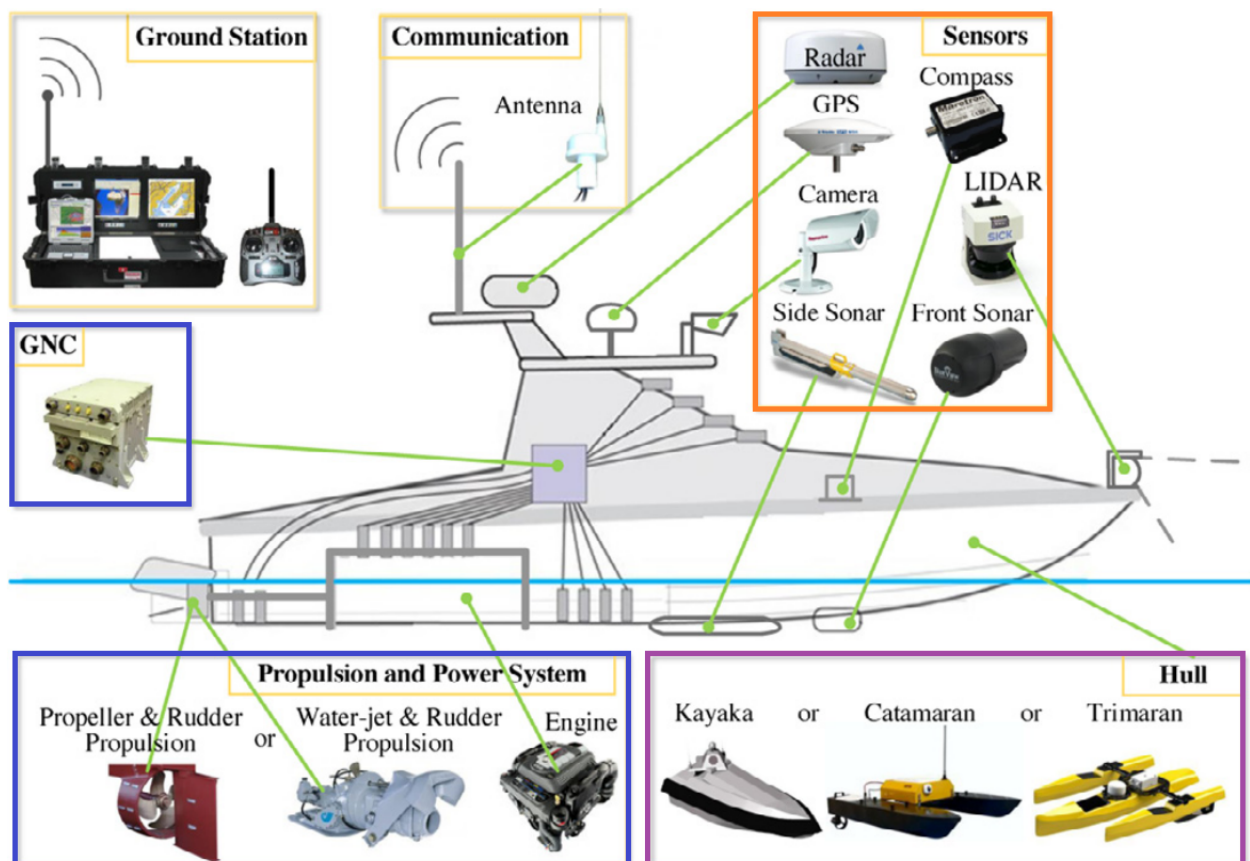 Ground Station
Communication
Antenna
Sensors
Radar
Compass
GPS
LIDAR
SICK
Camera
Side Sonar
Front Sonar
GNC
Propulsion and Power System
Propeller & Rudder
Propulsion
or
Water-jet & Rudder
Propulsion
Engine
Hull
Kayaka
or
Catamaran
or
Trimaran